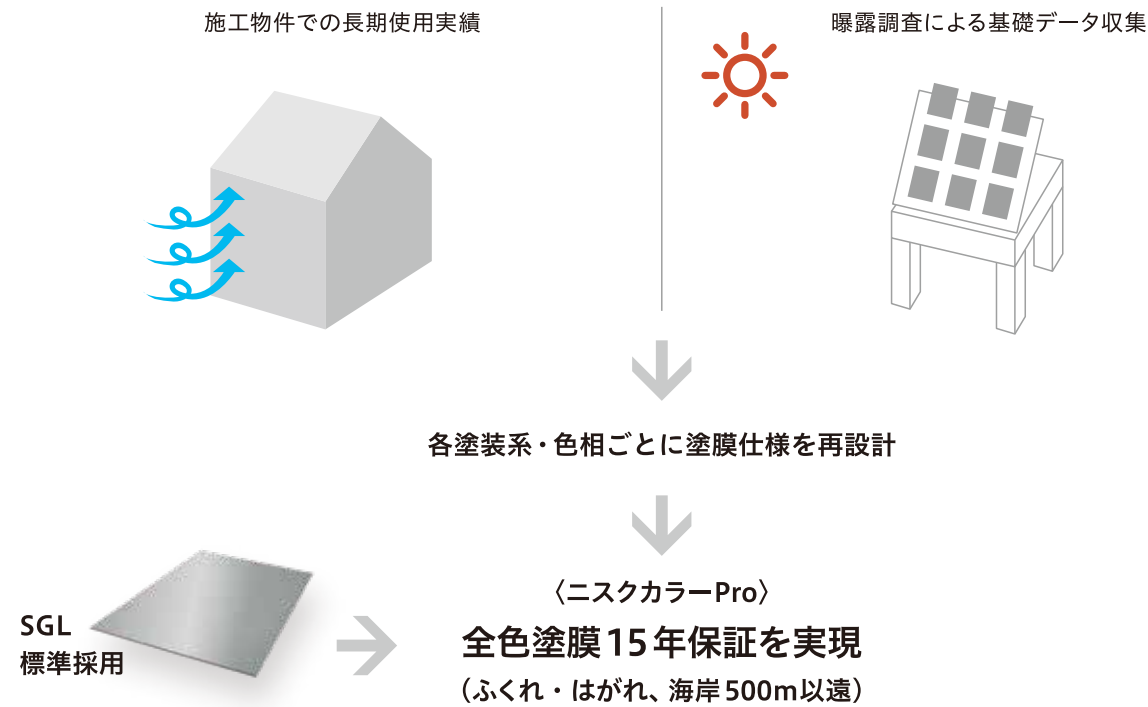 施工物件での長期使用実績
曝露調査による基礎データ収集
各塗装系・色相ごとに塗膜仕様を再設計
SGL
標準採用
〈ニスクカラーPro〉
全色塗膜15年保証を実現
（ふくれ・はがれ、海岸500m以遠）